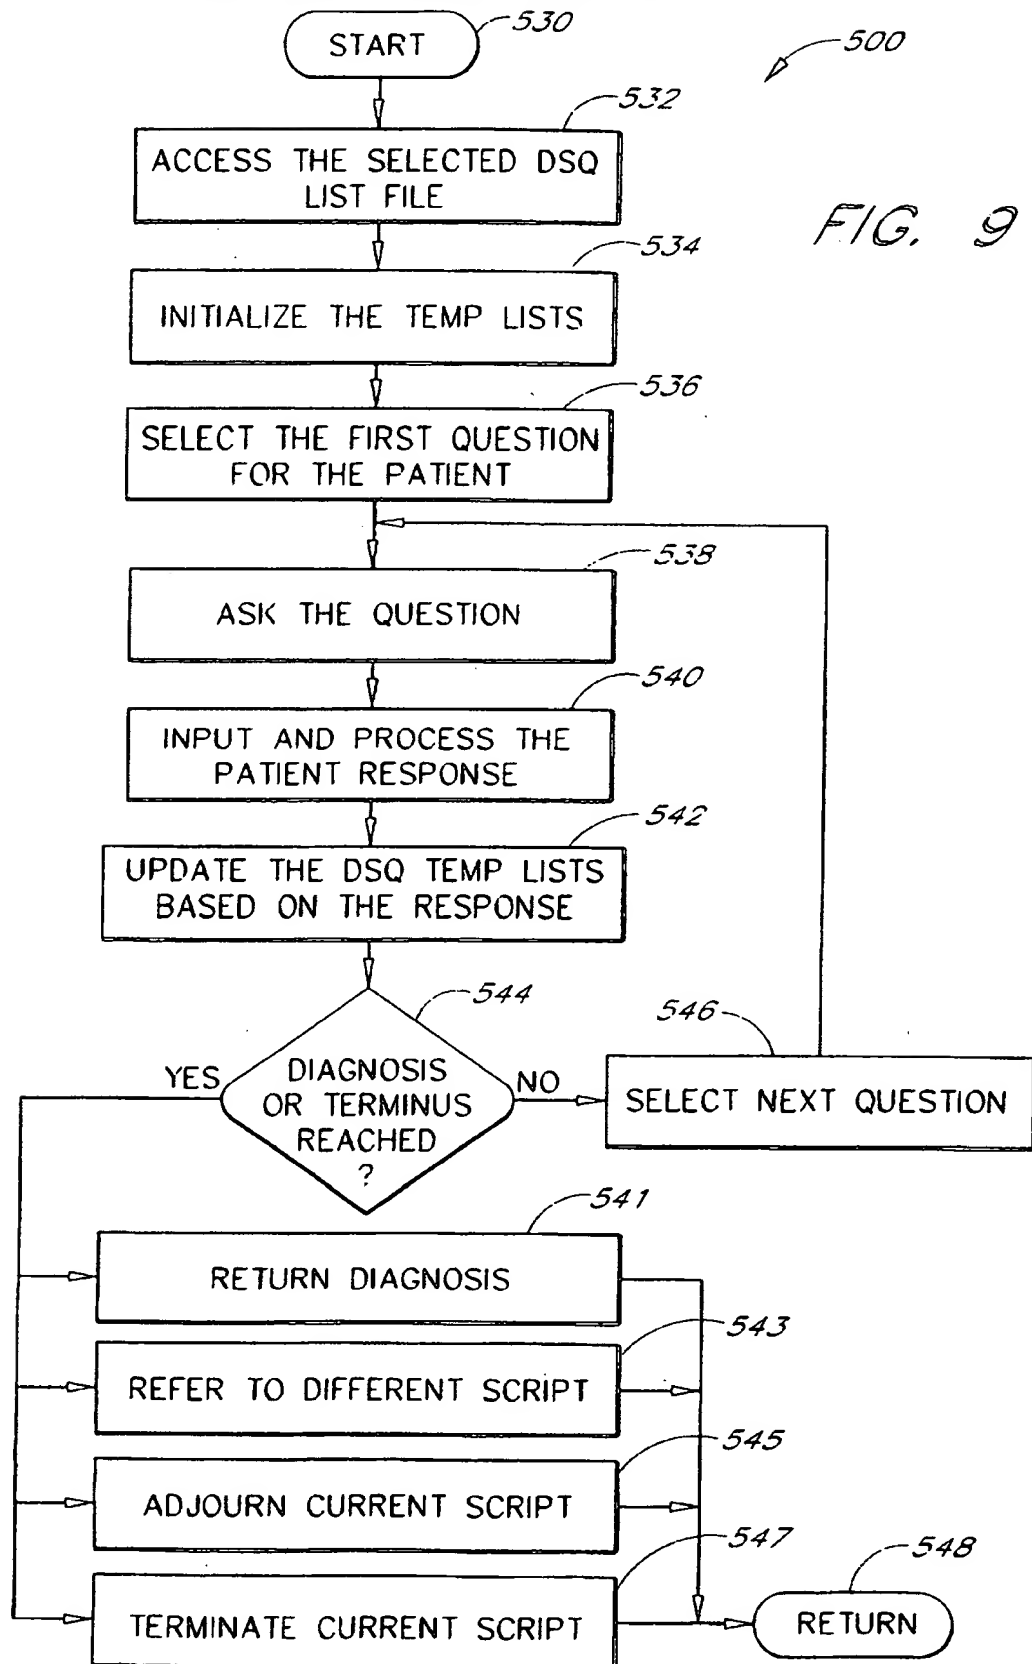 530
START
500
532
ACCESS THE SELECTED DSQ
LIST FILE
FIG. 9
534
INITIALIZE THE TEMP LISTS
536
SELECT THE FIRST QUESTION
FOR THE PATIENT
538
ASK THE QUESTION
540
INPUT AND PROCESS THE
PATIENT RESPONSE
542
UPDATE THE DSQ TEMP LISTS
BASED ON THE RESPONSE
544
546
YES
DIAGNOSIS
OR TERMINUS
REACHED
?
NO
SELECT NEXT QUESTION
541
RETURN DIAGNOSIS
543
REFER TO DIFFERENT SCRIPT
545
ADJOURN CURRENT SCRIPT
547
TERMINATE CURRENT SCRIPT
548
RETURN